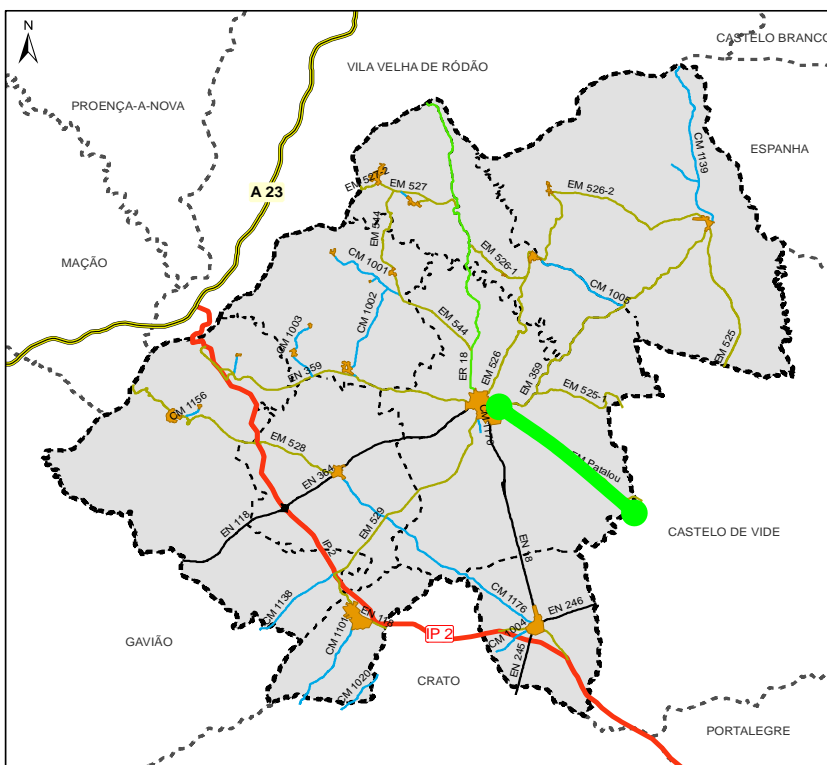 N
CASTELO BRANCO
VILA VELHA DE RÓDÃO
PROENÇA-A-NOVA
ESPANHA
CM 1139
A 23
EM 527-2
EM 527
EM 526-2
EM 544
MAÇÃO
CM 1001
EM 526-1
CM 1002
CM 1005
CM 1003
EM 544
ER 18
EM 526
EM 359
EM 525
EN 359
EM 525-1
CM 1156
CM 1170
EM 528
EN 364
EM Patalou
EM 529
EN 118
IP 2
EN 18
CASTELO DE VIDE
CM 1138
CM 1176
EN 246
EN 118
IP 2
CM 1004
GAVIÃO
CM 1101
EN 245
CM 1020
CRATO
PORTALEGRE